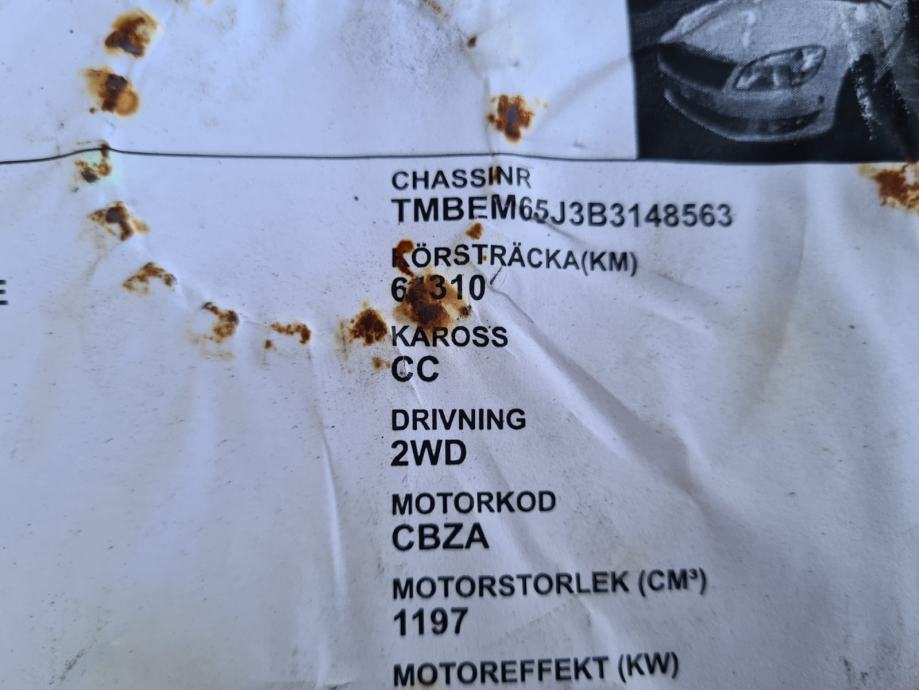 CHASSINR
TMBEM65J3B3148563
KÖRSTRÄCKA(KM)
KAROSS
CC
DRIVNING
2WD
MOTORKOD
CBZA
MOTORSTORLEK (CM³)
1197
MOTOREFFEKT (KW)
E